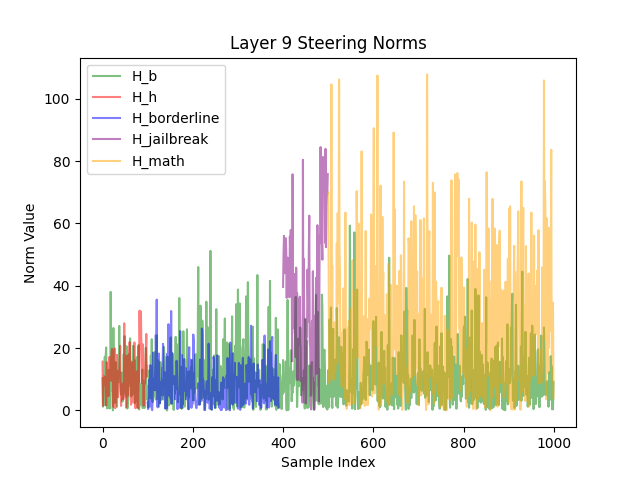 Layer 9 Steering Norms
H_b
H_h
H_borderline
H_jailbreak
H_math
Norm Value
100
80
60
40
20
0
0 200 400 600 800 1000
Sample Index